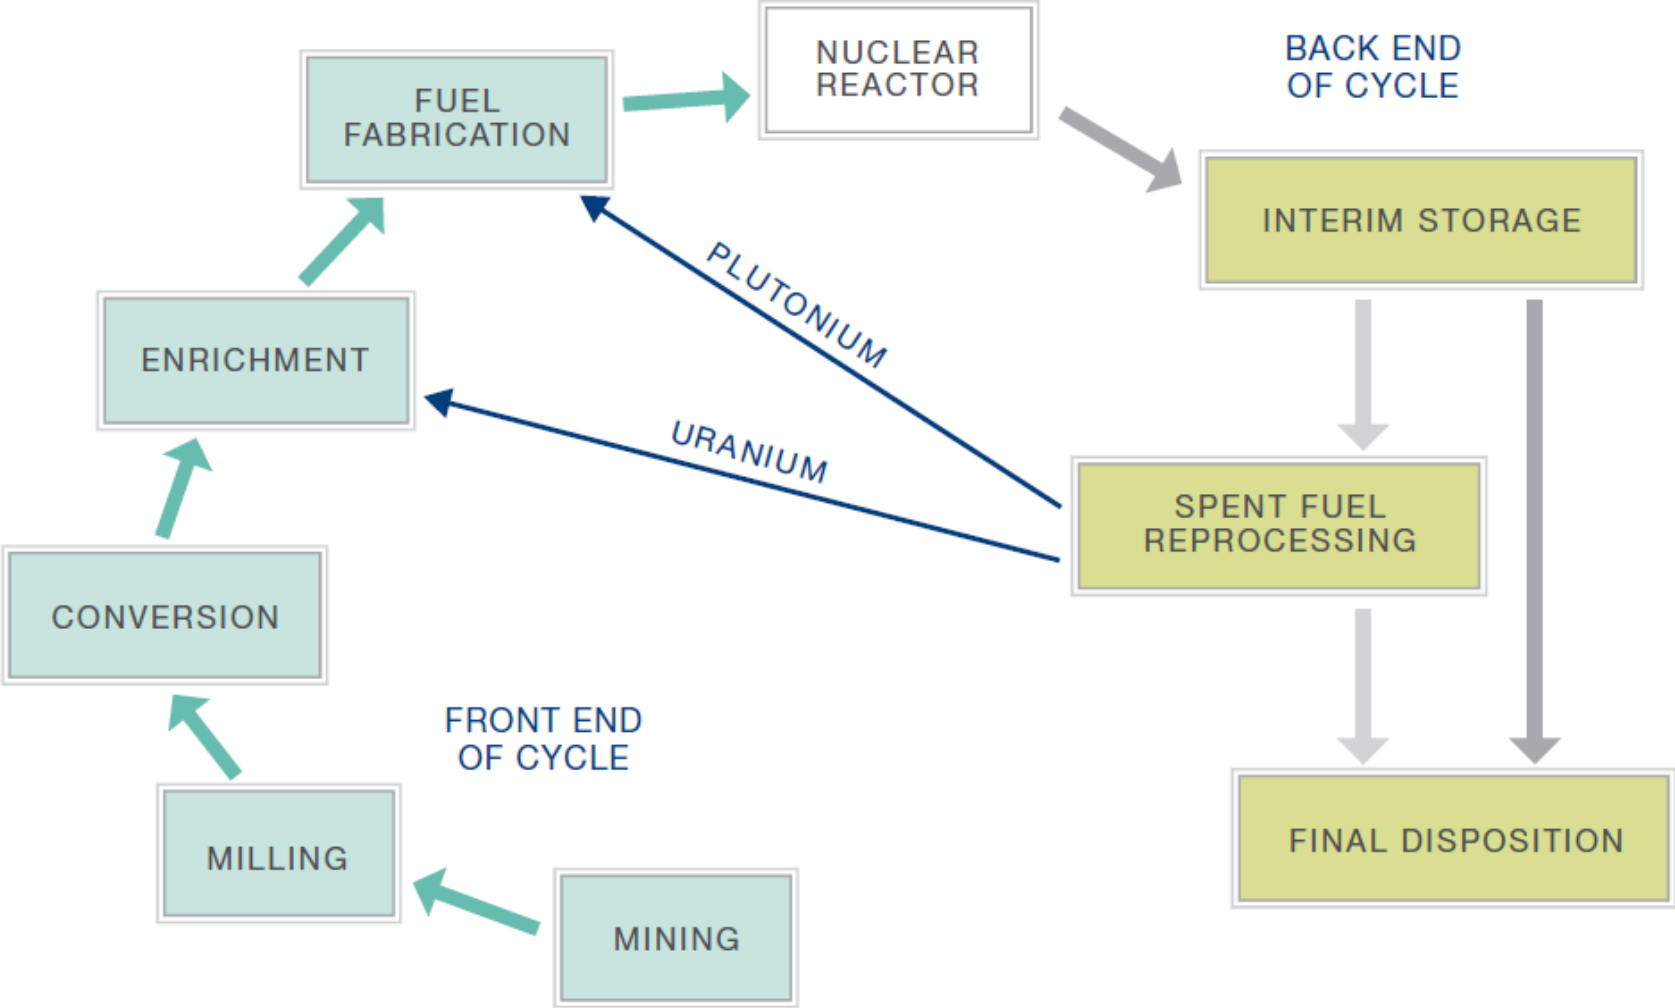 NUCLEAR
REACTOR
BACK END
OF CYCLE
FUEL
FABRICATION
INTERIM STORAGE
PLUTONIUM
ENRICHMENT
URANIUM
SPENT FUEL
REPROCESSING
CONVERSION
FRONT END
OF CYCLE
MILLING
FINAL DISPOSITION
MINING